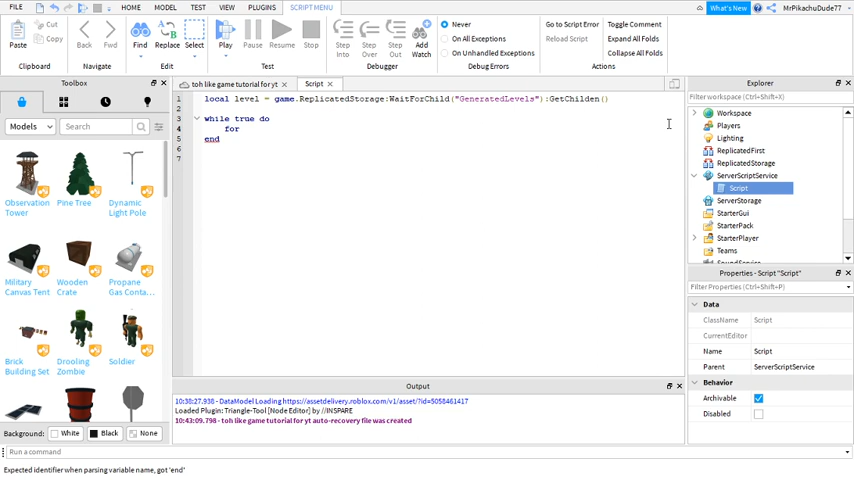 FILE HOME MODEL TEST VIEW PLUGINS SCRIPT MENU What's New MrPikachuDude77
Paste Cut Copy Back Fwd Find Replace Select Play Pause Resume Stop Step Into Step Over Step Out Add Watch
Never
On All Exceptions
On Unhandled Exceptions
Go to Script Error
Reload Script
Toggle Comment
Expand All Folds
Collapse All Folds
Clipboard Edit Test Debugger Debug Errors Actions
Toolbox
Models Search
Observation Tower
Pine Tree
Dynamic Light Pole
Military Canvas Tent
Wooden Crate
Propane Gas Conta...
Brick Building Set
Drooling Zombie
Soldier
Background: White Black None
toh like game tutorial for yt Script
1 local level = game.ReplicatedStorage:WaitForChild("GeneratedLevels"):GetChilden()
2
3 while true do
4 for
5 end
6
7
Output
10:38:27.938 - DataModel Loading https://assetdelivery.roblox.com/v1/asset/?id=5058461417
Loaded Plugin: Triangle-Tool [Node Editor] by //INSPARE
10:43:09.798 - toh like game tutorial for yt auto-recovery file was created
Explorer
Filter workspace (Ctrl+Shift+X)
Workspace
Players
Lighting
ReplicatedFirst
ReplicatedStorage
ServerScriptService
Script
ServerStorage
StarterGui
StarterPack
StarterPlayer
Teams
SoundService
Properties - Script "Script"
Filter Properties (Ctrl+Shift+P)
Data
ClassName Script
CurrentEditor
Name Script
Parent ServerScriptService
Behavior
Archivable
Disabled
Run a command
Expected identifier when parsing variable name, got 'end'